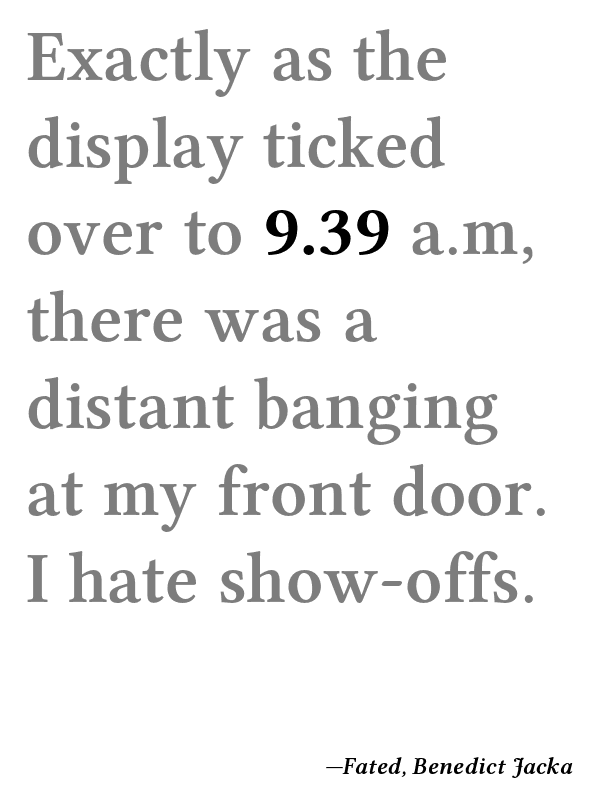 Exactly as the
display ticked
over to 9.39 a.m,
there was a
distant banging
at my front door.
I hate show-offs.
—Fated, Benedict Jacka